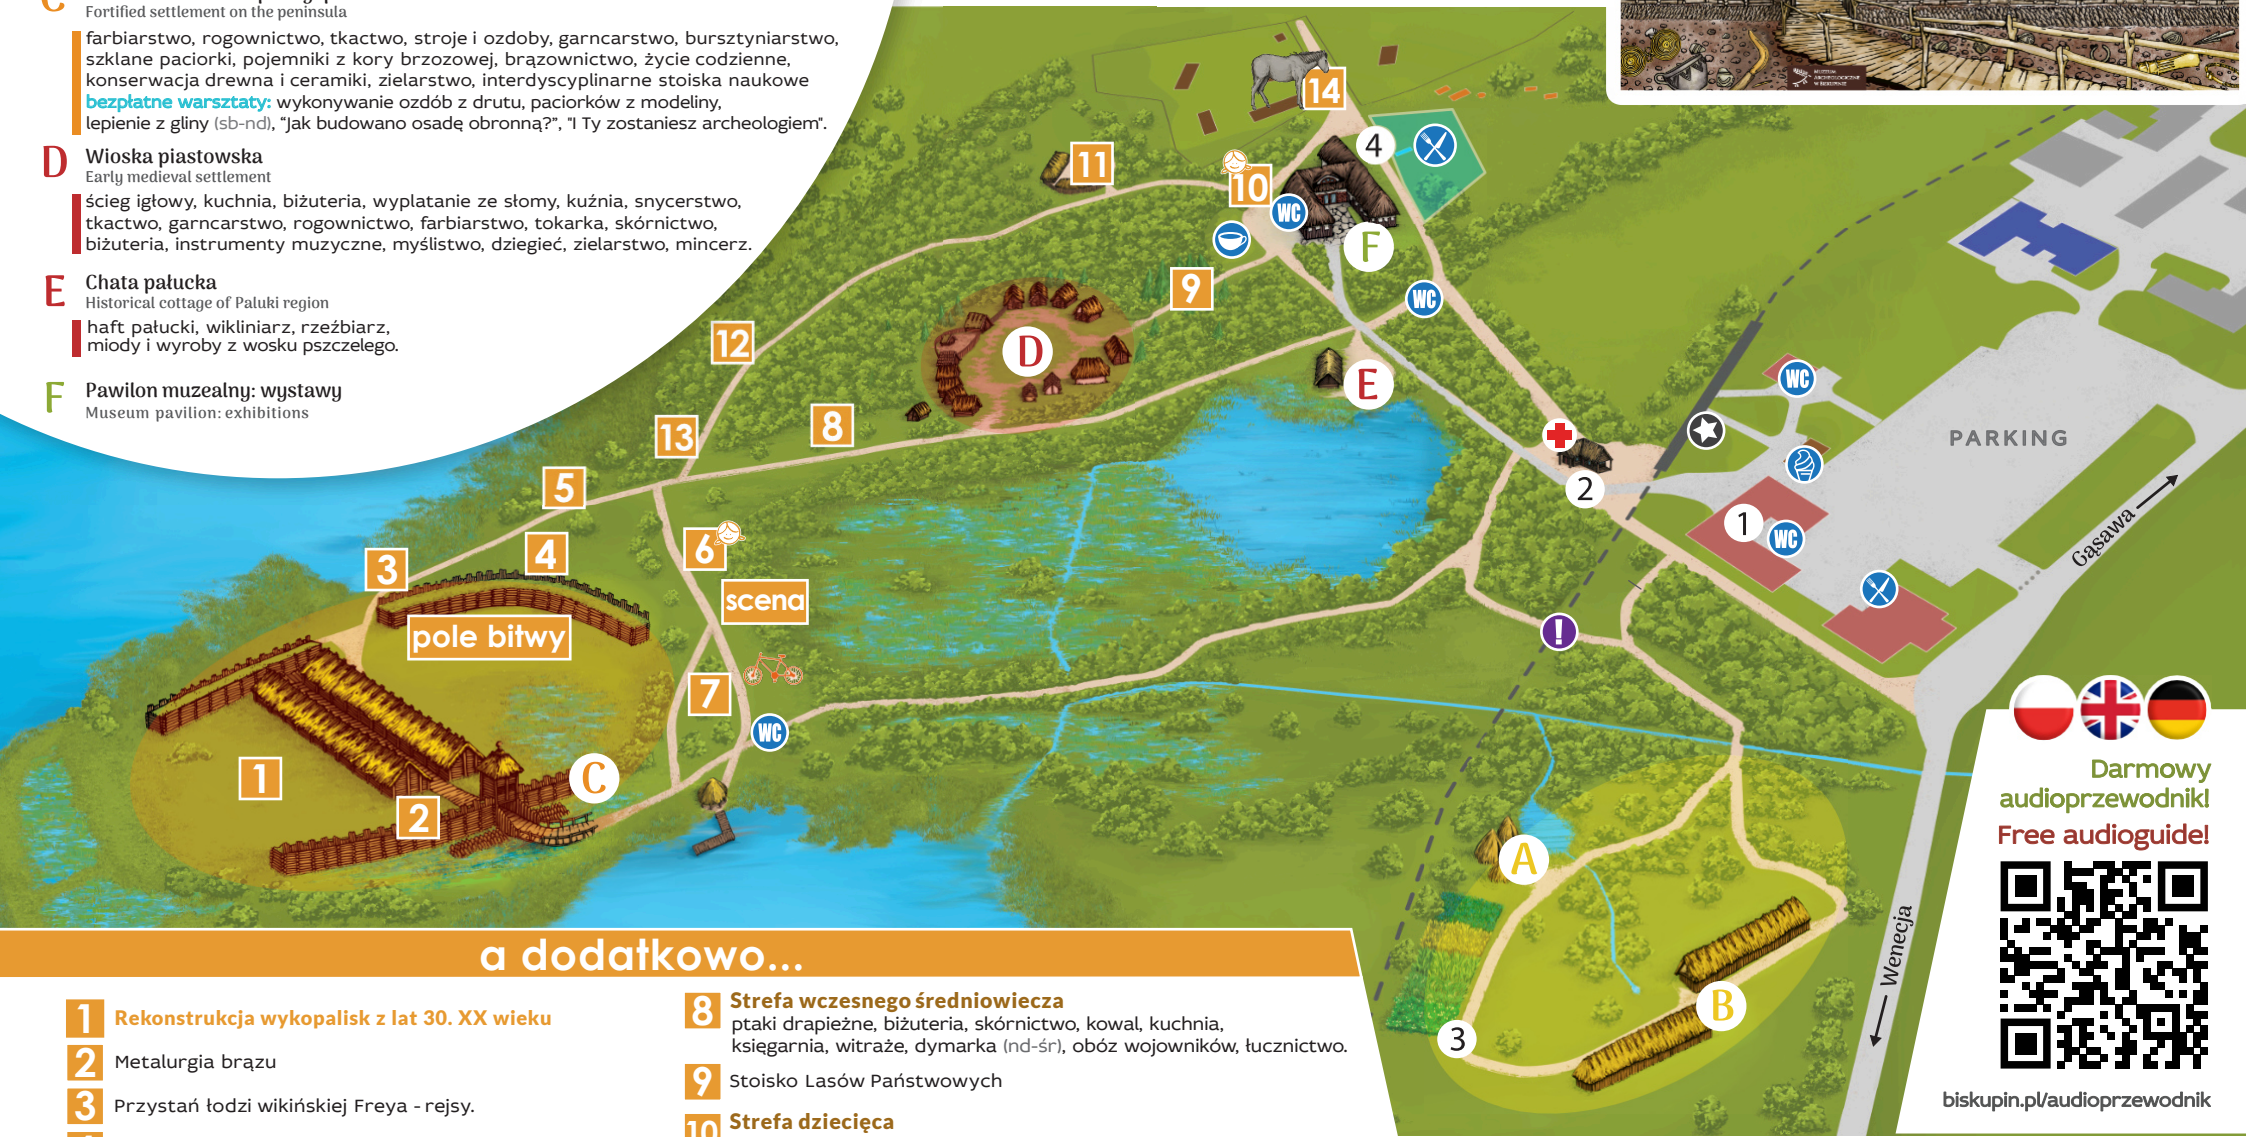 C
Fortified settlement on the peninsula
farbiarstwo, rogownictwo, tkactwo, stroje i ozdoby, garncarstwo, bursztyniarstwo,
szklane paciorki, pojemniki z kory brzozowej, brązownictwo, życie codzienne,
konserwacja drewna i ceramiki, zielarstwo, interdyscyplinarne stoiska naukowe
bezpłatne warsztaty: wykonywanie ozdób z drutu, paciorków z modeliny,
lepienie z gliny (sb-nd), “Jak budowano osadę obronną?”, "I Ty zostaniesz archeologiem".
D Wioska piastowska
Early medieval settlement
ścieg igłowy, kuchnia, biżuteria, wyplatanie ze słomy, kuźnia, snycerstwo,
tkactwo, garncarstwo, rogownictwo, farbiarstwo, tokarka, skórnictwo,
biżuteria, instrumenty muzyczne, myślistwo, dziegieć, zielarstwo, mincerz.
E Chata pałucka
Historical cottage of Paluki region
haft pałucki, wikliniarz, rzeźbiarz,
miody i wyroby z wosku pszczelego.
F Pawilon muzealny: wystawy
Museum pavilion: exhibitions
MUZEUM
ARCHEOLOGICZNE
W BISKUPINIE
14
4
11
10
WC
F
9
WC
12
D
E
WC
13
8
PARKING
5
2
1
WC
Gąsawa
6
4
3
scena
pole bitwy
!
7
WC
C
1
2
A
B
3
Wenecja
Darmowy
audioprzewodnik!
Free audioguide!
biskupin.pl/audioprzewodnik
a dodatkowo...
1 Rekonstrukcja wykopalisk z lat 30. XX wieku
2 Metalurgia brązu
3 Przystań łodzi wikińskiej Freya - rejsy.
8 Strefa wczesnego średniowiecza
ptaki drapieżne, biżuteria, skórnictwo, kowal, kuchnia,
księgarnia, witraże, dymarka (nd-śr), obóz wojowników, łucznictwo.
9 Stoisko Lasów Państwowych
10 Strefa dziecięca